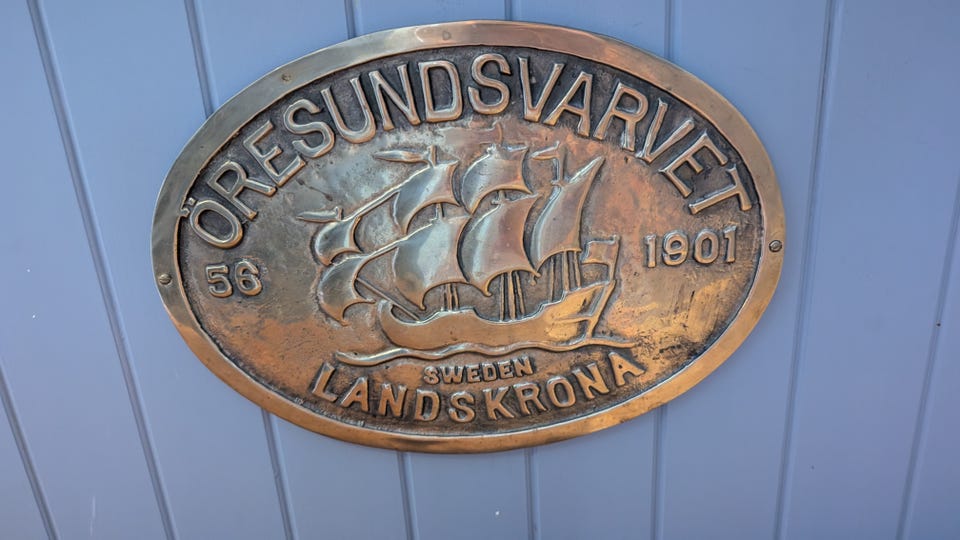 ÖRESUNDSVARVET
56 1901
SWEDEN
LANDSKRONA